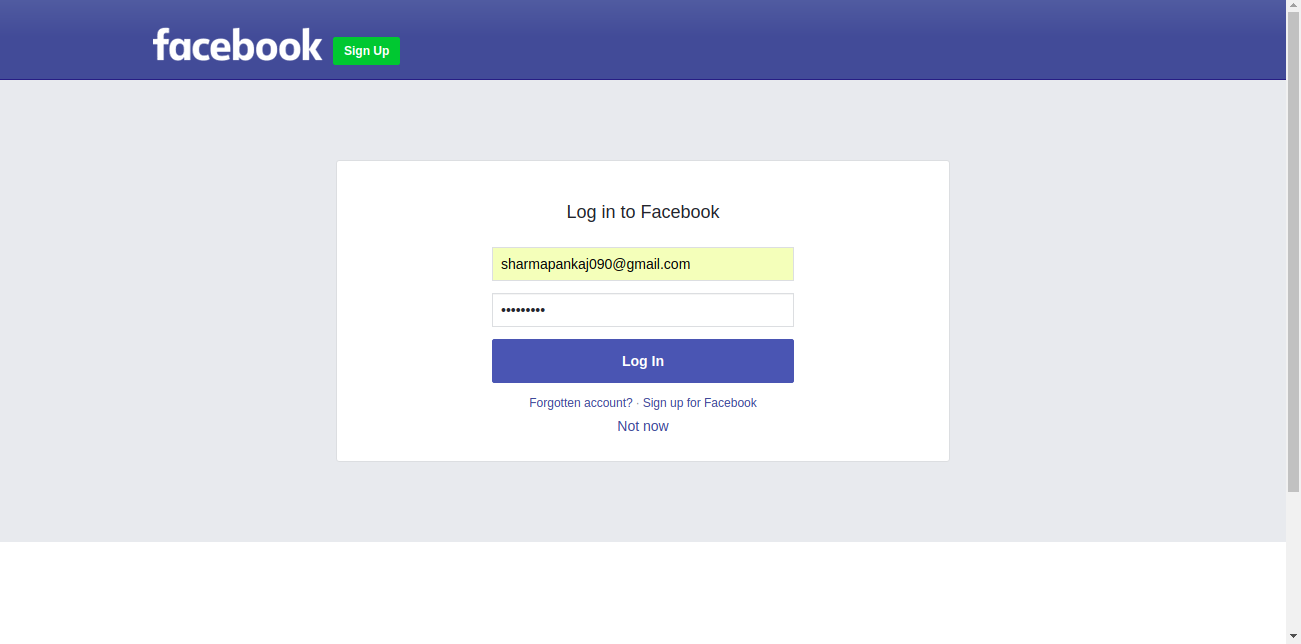 facebook Sign Up
Log in to Facebook
sharmapankaj090@gmail.com
•••••••••
Log In
Forgotten account? · Sign up for Facebook
Not now